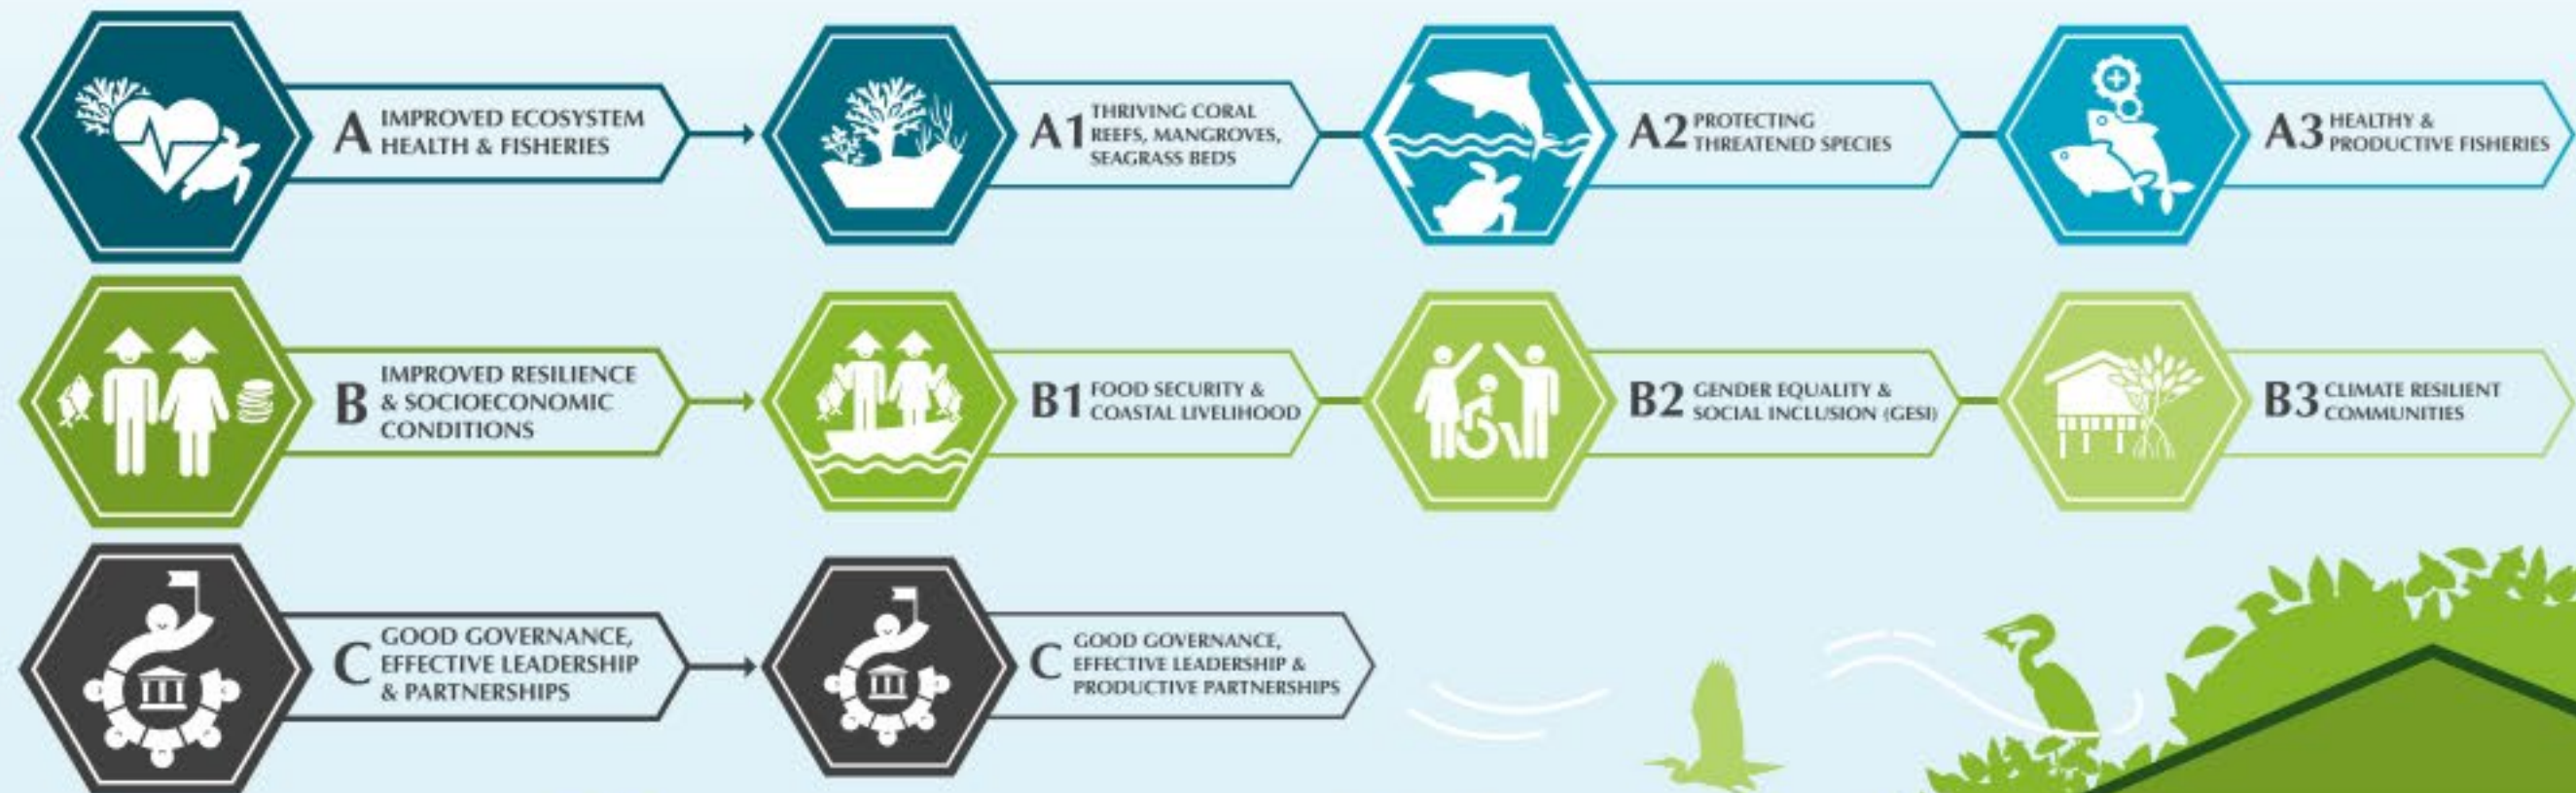 A IMPROVED ECOSYSTEM
HEALTH & FISHERIES
A1 THRIVING CORAL
REEFS, MANGROVES,
SEAGRASS BEDS
A2 PROTECTING
THREATENED SPECIES
A3 HEALTHY &
PRODUCTIVE FISHERIES
B IMPROVED RESILIENCE
& SOCIOECONOMIC
CONDITIONS
B1 FOOD SECURITY &
COASTAL LIVELIHOOD
B2 GENDER EQUALITY &
SOCIAL INCLUSION (GESI)
B3 CLIMATE RESILIENT
COMMUNITIES
C GOOD GOVERNANCE,
EFFECTIVE LEADERSHIP
& PARTNERSHIPS
C GOOD GOVERNANCE,
EFFECTIVE LEADERSHIP &
PRODUCTIVE PARTNERSHIPS